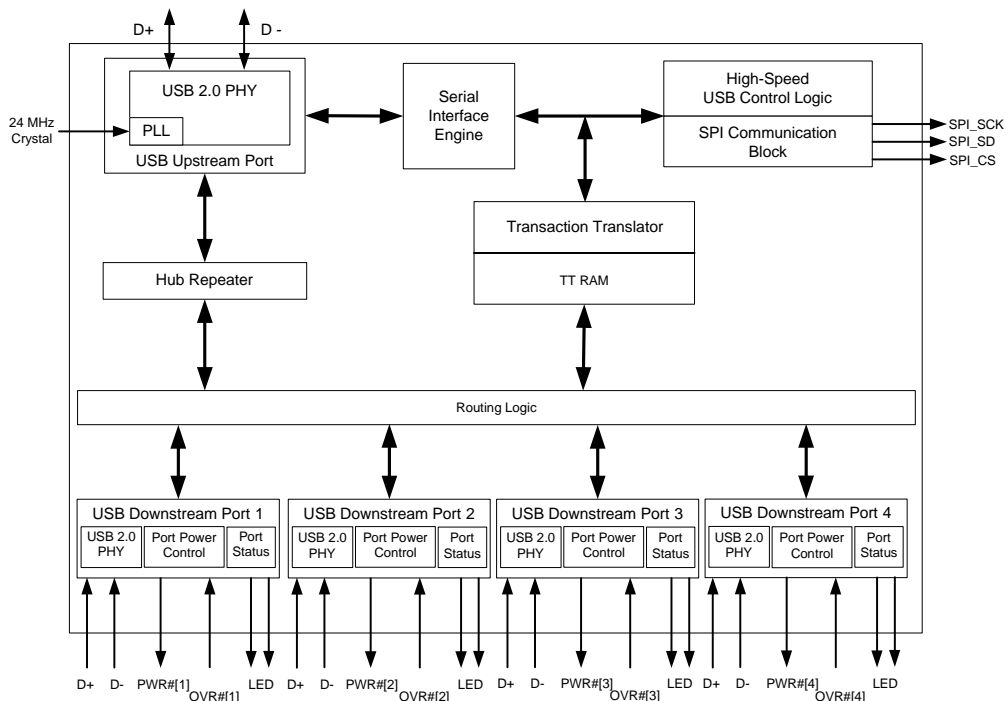 D+
D -
USB 2.0 PHY
PLL
USB Upstream Port
24 MHz
Crystal
Serial
Interface
Engine
High-Speed
USB Control Logic
SPI Communication
Block
SPI_SCK
SPI_SD
SPI_CS
Transaction Translator
TT RAM
Hub Repeater
Routing Logic
USB Downstream Port 1
USB 2.0
PHY
Port Power
Control
Port
Status
USB Downstream Port 2
USB 2.0
PHY
Port Power
Control
Port
Status
USB Downstream Port 3
USB 2.0
PHY
Port Power
Control
Port
Status
USB Downstream Port 4
USB 2.0
PHY
Port Power
Control
Port
Status
D+
D-
PWR#[1]
OVR#[1]
LED
D+
D-
PWR#[2]
OVR#[2]
LED
D+
D-
PWR#[3]
OVR#[3]
LED
D+
D-
PWR#[4]
OVR#[4]
LED